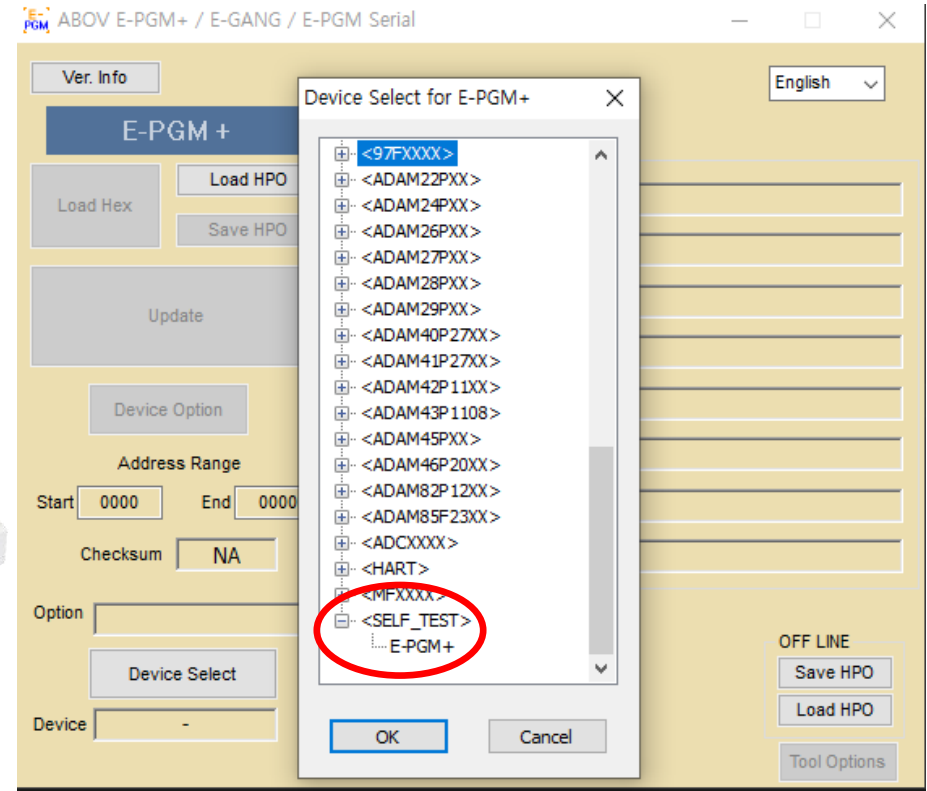 E-
PGM
ABOV E-PGM+ / E-GANG / E-PGM Serial
Ver. Info
English
E-PGM +
Load Hex
Load HPO
Save HPO
Update
Device Option
Address Range
Start 0000 End 0000
Checksum NA
Option
Device Select
Device -
Device Select for E-PGM+
<97FXXXX>
<ADAM22PXX>
<ADAM24PXX>
<ADAM26PXX>
<ADAM27PXX>
<ADAM28PXX>
<ADAM29PXX>
<ADAM40P27XX>
<ADAM41P27XX>
<ADAM42P11XX>
<ADAM43P1108>
<ADAM45PXX>
<ADAM46P20XX>
<ADAM82P12XX>
<ADAM85F23XX>
<ADCXXXX>
<HART>
<MFXXXX>
<SELF_TEST>
E-PGM+
OK
Cancel
OFF LINE
Save HPO
Load HPO
Tool Options